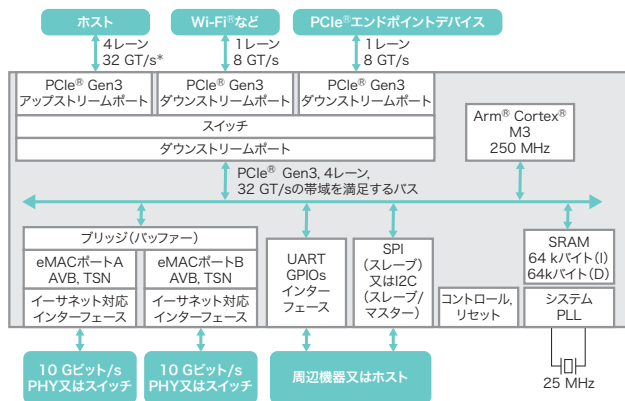 ホスト
Wi-Fi®など
PCIe®エンドポイントデバイス
4レーン
32 GT/s*
1レーン
8 GT/s
1レーン
8 GT/s
PCIe® Gen3
アップストリームポート
PCIe® Gen3
ダウンストリームポート
PCIe® Gen3
ダウンストリームポート
スイッチ
ダウンストリームポート
Arm® Cortex®
M3
250 MHz
PCIe® Gen3, 4レーン,
32 GT/sの帯域を満足するバス
ブリッジ(バッファー)
eMACポートA
AVB, TSN
eMACポートB
AVB, TSN
イーサネット対応
インターフェース
イーサネット対応
インターフェース
UART
GPIOs
インター
フェース
SPI
(スレーブ)
又はI2C
(スレーブ/
マスター)
コントロール,
リセット
SRAM
64 kバイト(I)
64kバイト(D)
システム
PLL
10 Gビット/s
PHY又はスイッチ
10 Gビット/s
PHY又はスイッチ
周辺機器又はホスト
25 MHz